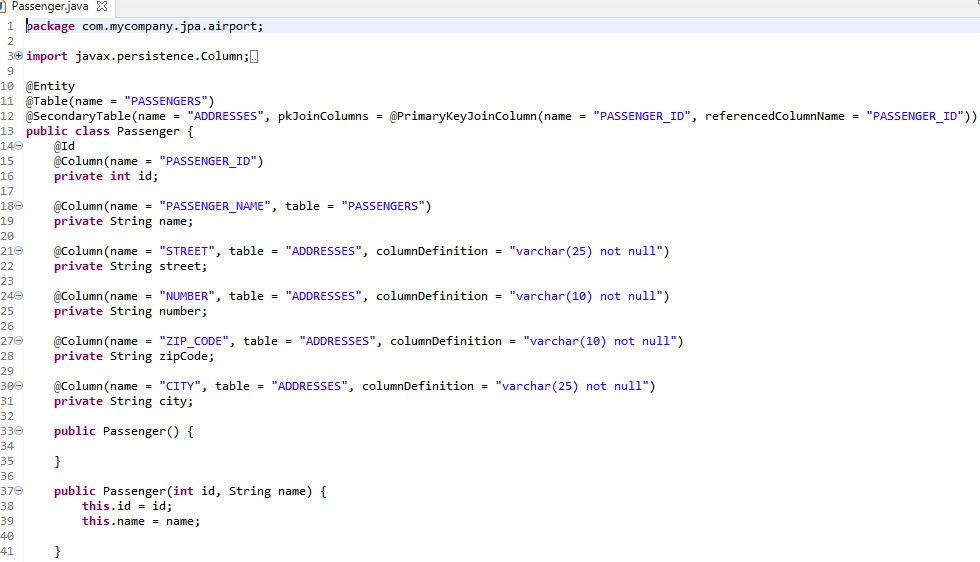 Passenger.java
1 package com.mycompany.jpa.airport;
2
3 import javax.persistence.Column;
9
10 @Entity
11 @Table(name = "PASSENGERS")
12 @SecondaryTable(name = "ADDRESSES", pkJoinColumns = @PrimaryKeyJoinColumn(name = "PASSENGER_ID", referencedColumnName = "PASSENGER_ID"))
13 public class Passenger {
14 @Id
15 @Column(name = "PASSENGER_ID")
16 private int id;
17
18 @Column(name = "PASSENGER_NAME", table = "PASSENGERS")
19 private String name;
20
21 @Column(name = "STREET", table = "ADDRESSES", columnDefinition = "varchar(25) not null")
22 private String street;
23
24 @Column(name = "NUMBER", table = "ADDRESSES", columnDefinition = "varchar(10) not null")
25 private String number;
26
27 @Column(name = "ZIP_CODE", table = "ADDRESSES", columnDefinition = "varchar(10) not null")
28 private String zipCode;
29
30 @Column(name = "CITY", table = "ADDRESSES", columnDefinition = "varchar(25) not null")
31 private String city;
32
33 public Passenger() {
34
35 }
36
37 public Passenger(int id, String name) {
38 this.id = id;
39 this.name = name;
40
41 }